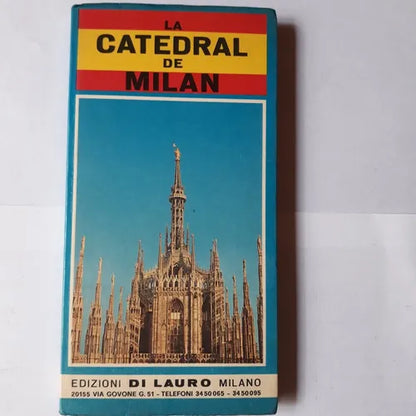 LA
CATEDRAL
DE
MILAN
EDIZIONI DI LAURO MILANO
20155 VIA GOVONE G. 51 - TELEFONI 3450065 - 3450095